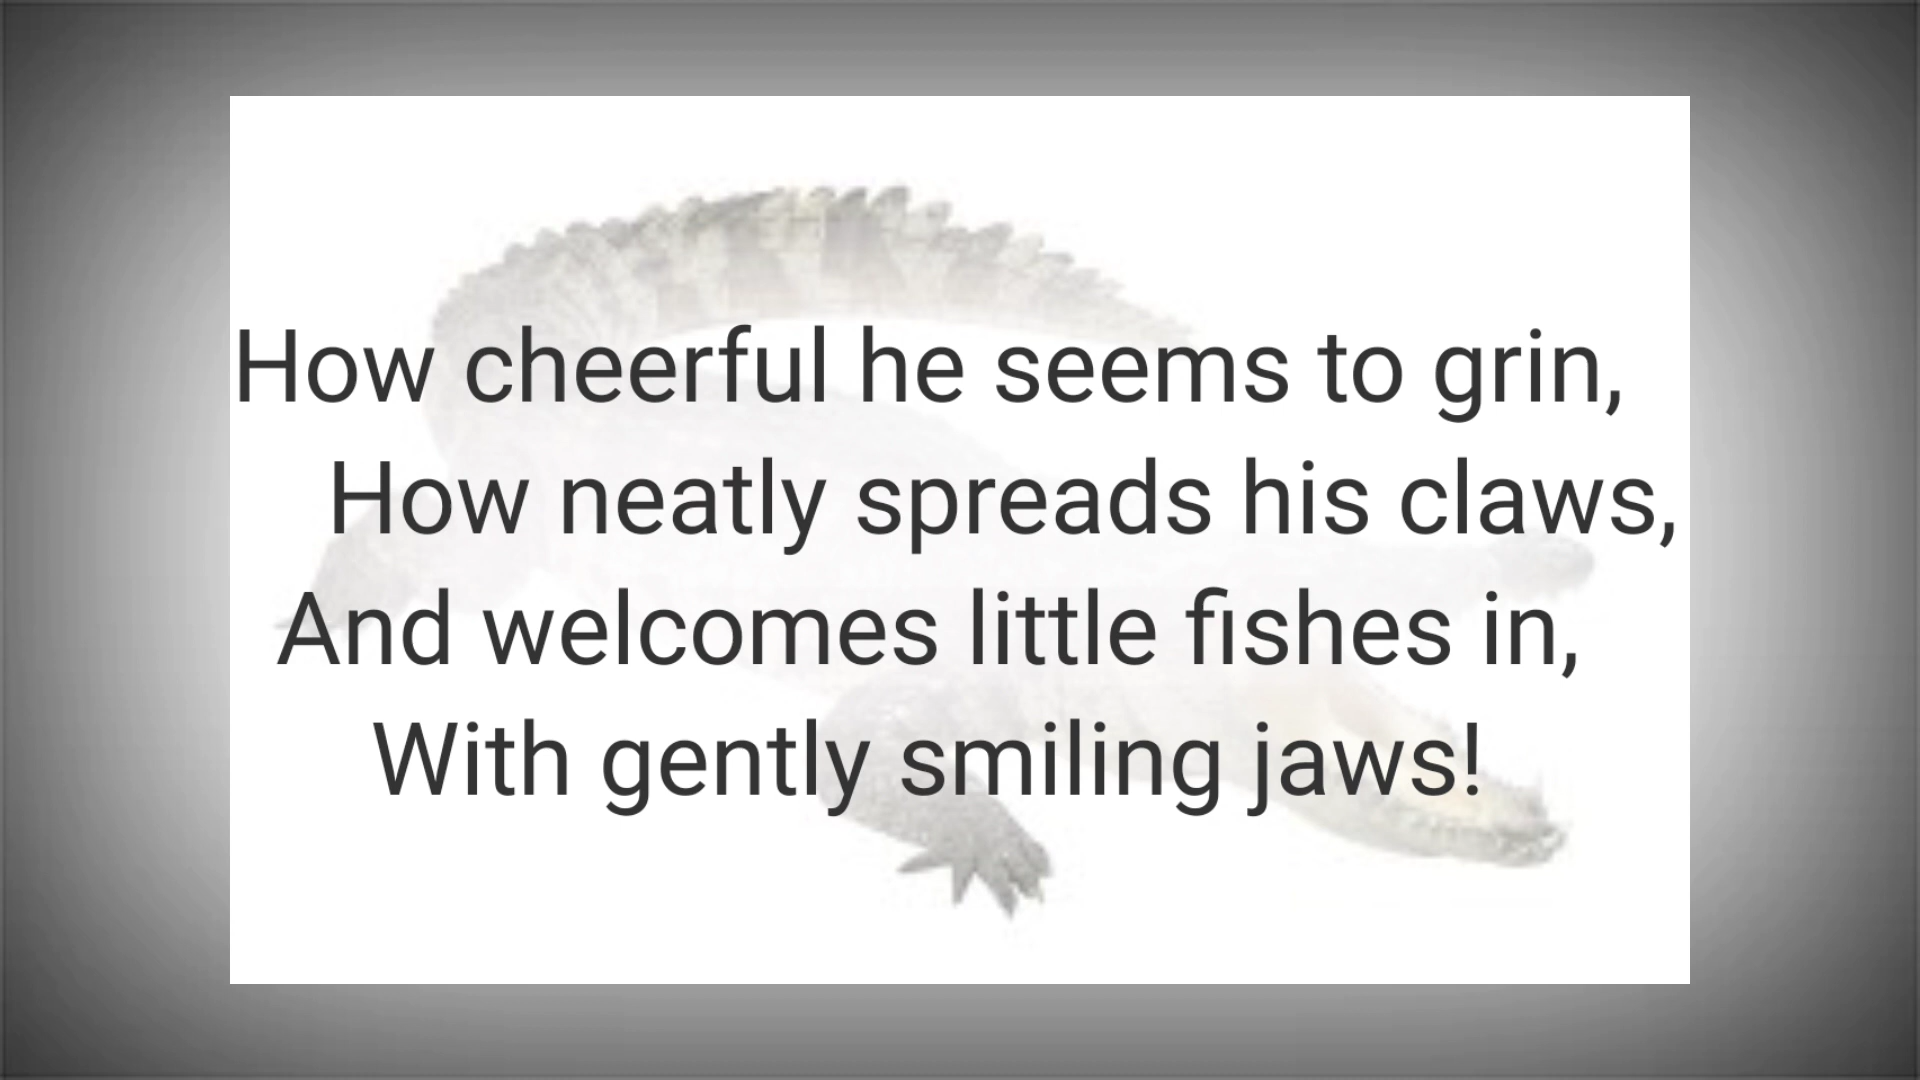 How cheerful he seems to grin,
How neatly spreads his claws,
And welcomes little fishes in,
With gently smiling jaws!